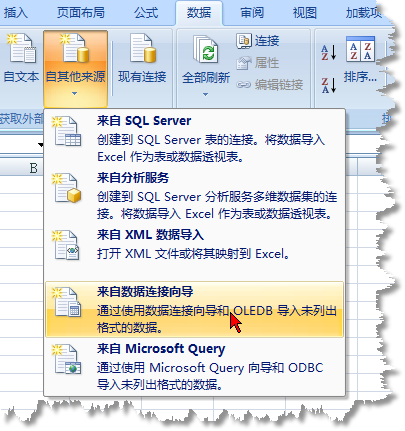 插入 页面布局 公式 数据 审阅 视图 加载项
自文本 自其他来源 现有连接 全部刷新 连接 属性 编辑链接 排序...
获取外部
B
来自 SQL Server
创建到 SQL Server 表的连接。将数据导入
Excel 作为表或数据透视表。
来自分析服务
创建到 SQL Server 分析服务多维数据集的连
接。将数据导入 Excel 作为表或数据透视表。
来自 XML 数据导入
打开 XML 文件或将其映射到 Excel。
来自数据连接向导
通过使用数据连接向导和 OLEDB 导入未列出
格式的数据。
来自 Microsoft Query
通过使用 Microsoft Query 向导和 ODBC
导入未列出格式的数据。